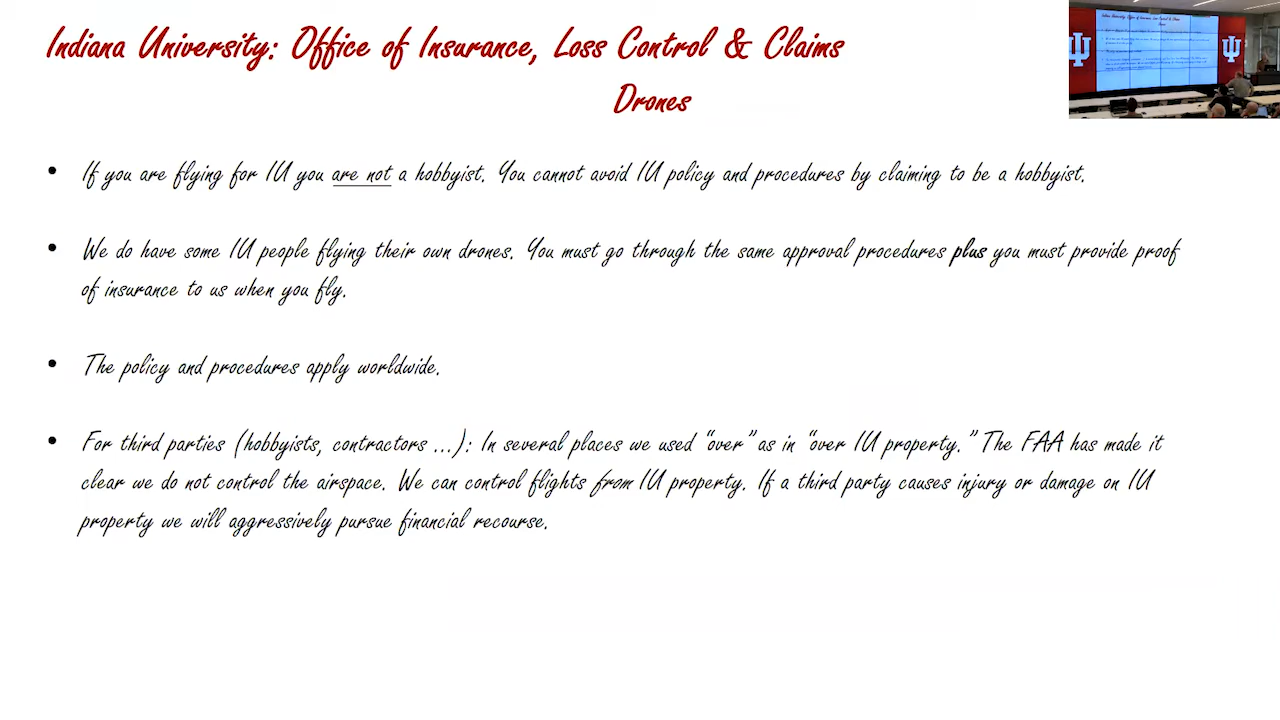 Indiana University: Office of Insurance, Loss Control & Claims
Drones
• If you are flying for IU you are not a hobbyist. You cannot avoid IU policy and procedures by claiming to be a hobbyist.
• We do have some IU people flying their own drones. You must go through the same approval procedures plus you must provide proof
of insurance to us when you fly.
• The policy and procedures apply worldwide.
• For third parties (hobbyists, contractors ...): In several places we used “over” as in “over IU property.” The FAA has made it
clear we do not control the airspace. We can control flights from IU property. If a third party causes injury or damage on IU
property we will aggressively pursue financial recourse.